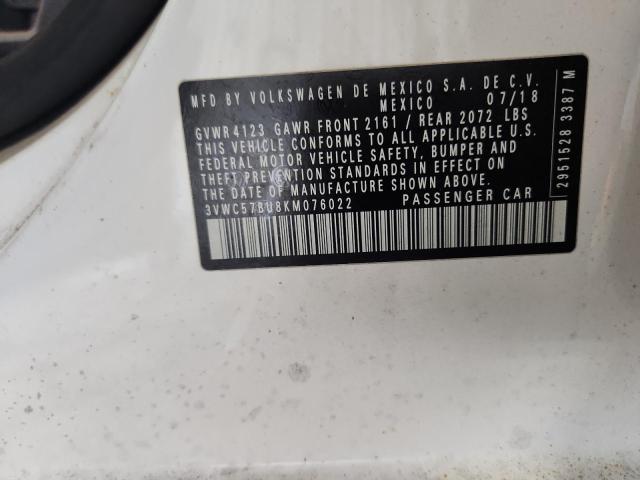 MFD BY VOLKSWAGEN DE MEXICO S.A. DE C.V.
MEXICO 07/18
GVWR 4123 GAWR FRONT 2161 / REAR 2072 LBS
THIS VEHICLE CONFORMS TO ALL APPLICABLE U.S.
FEDERAL MOTOR VEHICLE SAFETY, BUMPER AND
THEFT PREVENTION STANDARDS IN EFFECT ON
THE DATE OF MANUFACTURE SHOWN ABOVE.
3VWC57BU8KM076022 PASSENGER CAR
2951528 3387 M